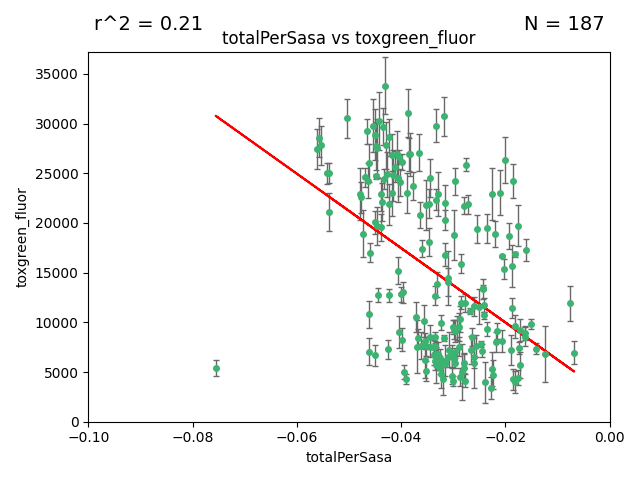 r^2 = 0.21
N = 187
totalPerSasa vs toxgreen_fluor
35000
30000
25000
20000
15000
10000
5000
0
toxgreen_fluor
−0.10
−0.08
−0.06
−0.04
−0.02
0.00
totalPerSasa